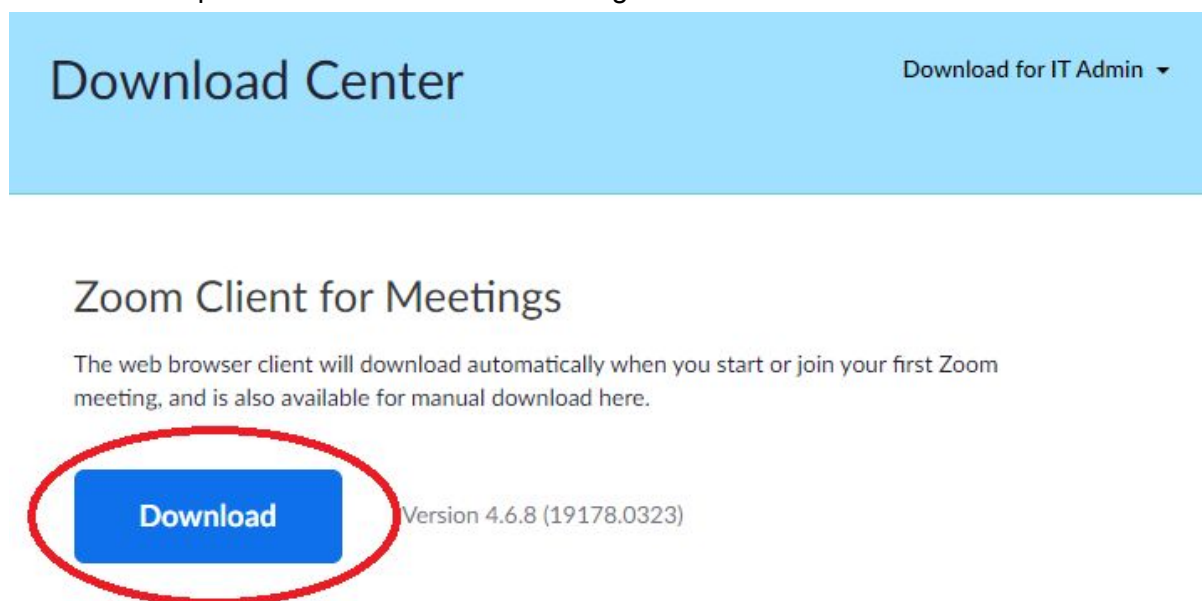 Download Center
Download for IT Admin
Zoom Client for Meetings
The web browser client will download automatically when you start or join your first Zoom
meeting, and is also available for manual download here.
Download
Version 4.6.8 (19178.0323)